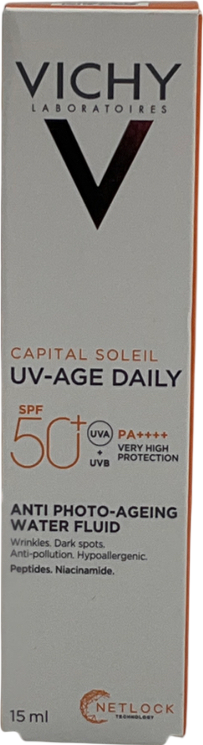 VICHY
LABORATOIRES
CAPITAL SOLEIL
UV-AGE DAILY
SPF
50+
UVA
+
UVB
PA++++
VERY HIGH
PROTECTION
ANTI PHOTO-AGEING
WATER FLUID
Wrinkles. Dark spots.
Anti-pollution. Hypoallergenic.
Peptides. Niacinamide.
NETLOCK
TECHNOLOGY
15 ml